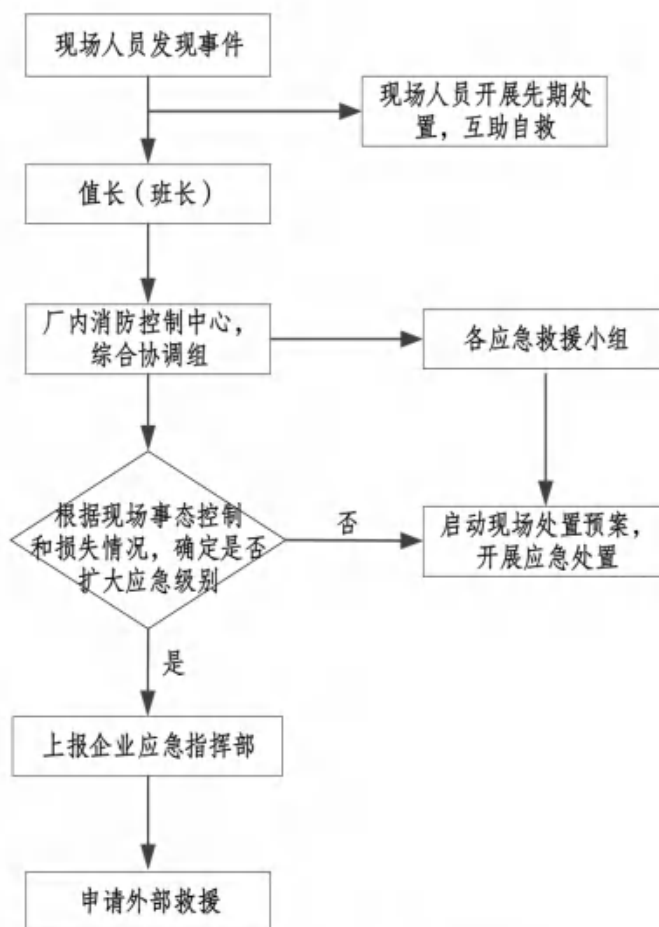 现场人员发现事件
现场人员开展先期处
置，互助自救
值长（班长）
厂内消防控制中心，
综合协调组
各应急救援小组
根据现场事态控制
和损失情况，确定是否
扩大应急级别
否
启动现场处置预案，
开展应急处置
是
上报企业应急指挥部
申请外部救援